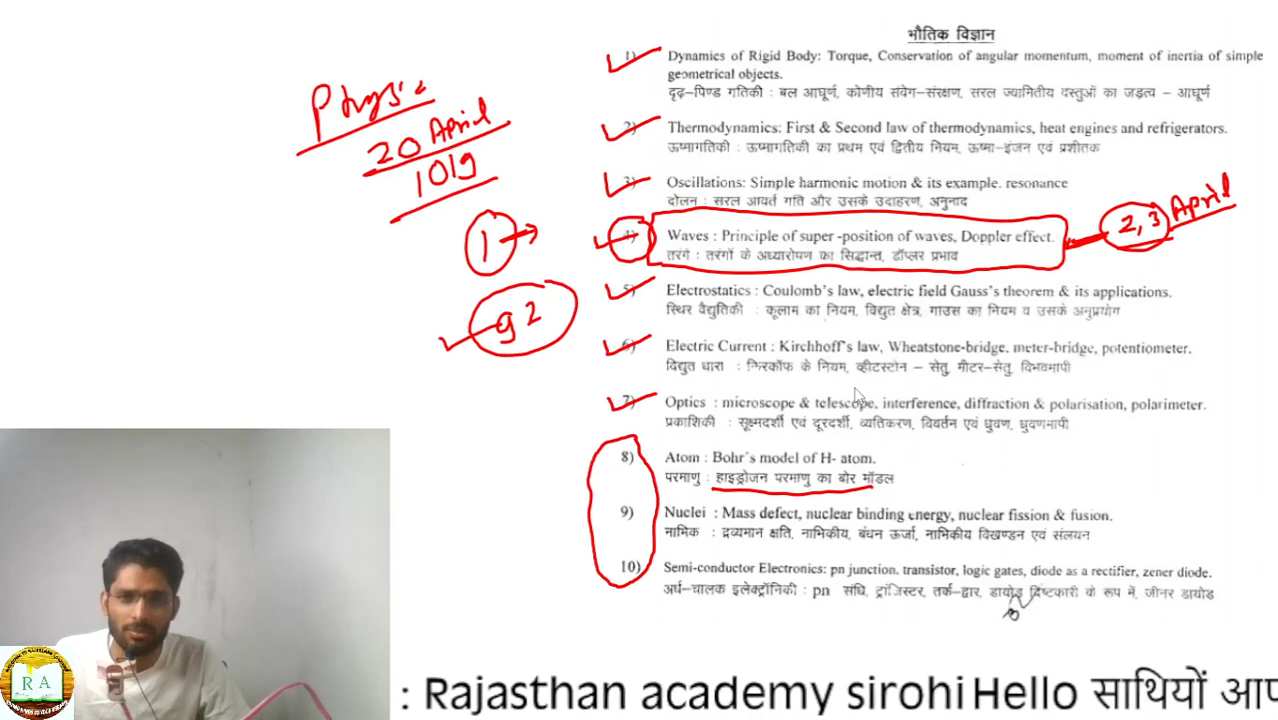 भौतिक विज्ञान
1) Dynamics of Rigid Body: Torque, Conservation of angular momentum, moment of inertia of simple
geometrical objects.
दृढ़–पिण्ड गतिकी : बल आघूर्ण, कोणीय संवेग–संरक्षण, सरल ज्यामितीय वस्तुओं का जड़त्व – आघूर्ण
2) Thermodynamics: First & Second law of thermodynamics, heat engines and refrigerators.
ऊष्मागतिकी : ऊष्मागतिकी का प्रथम एवं द्वितीय नियम, ऊष्मा–इंजन एवं प्रशीतक
3) Oscillations: Simple harmonic motion & its example. resonance
दोलन : सरल आवर्त गति और उसके उदाहरण, अनुनाद
4) Waves : Principle of super -position of waves, Doppler effect.
तरंगे : तरंगों के अध्यारोपण का सिद्धान्त, डॉप्लर प्रभाव
5) Electrostatics : Coulomb's law, electric field Gauss's theorem & its applications.
स्थिर वैद्युतिकी : कूलाम का नियम, विद्युत क्षेत्र, गाउस का नियम व उसके अनुप्रयोग
6) Electric Current : Kirchhoff's law, Wheatstone-bridge, meter-bridge, potentiometer.
विद्युत धारा : किरकॉफ के नियम, व्हीटस्टोन – सेतु, मीटर–सेतु, विभवमापी
7) Optics : microscope & telescope, interference, diffraction & polarisation, polarimeter.
प्रकाशिकी : सूक्ष्मदर्शी एवं दूरदर्शी, व्यतिकरण, विवर्तन एवं ध्रुवण, ध्रुवणमापी
8) Atom : Bohr's model of H- atom.
परमाणु : हाइड्रोजन परमाणु का बोर मॉडल
9) Nuclei : Mass defect, nuclear binding energy, nuclear fission & fusion.
नाभिक : द्रव्यमान क्षति, नाभिकीय, बंधन ऊर्जा, नाभिकीय विखण्डन एवं संलयन
10) Semi-conductor Electronics: pn junction, transistor, logic gates, diode as a rectifier, zener diode.
अर्ध–चालक इलेक्ट्रॉनिकी : pn संधि, ट्रांजिस्टर, तर्क–द्वार, डायोड दिष्टकारी के रूप में, जीनर डायोड
Physics
20 April
1019
1
92
2,3 April
R A
: Rajasthan academy sirohi Hello साथियों आप